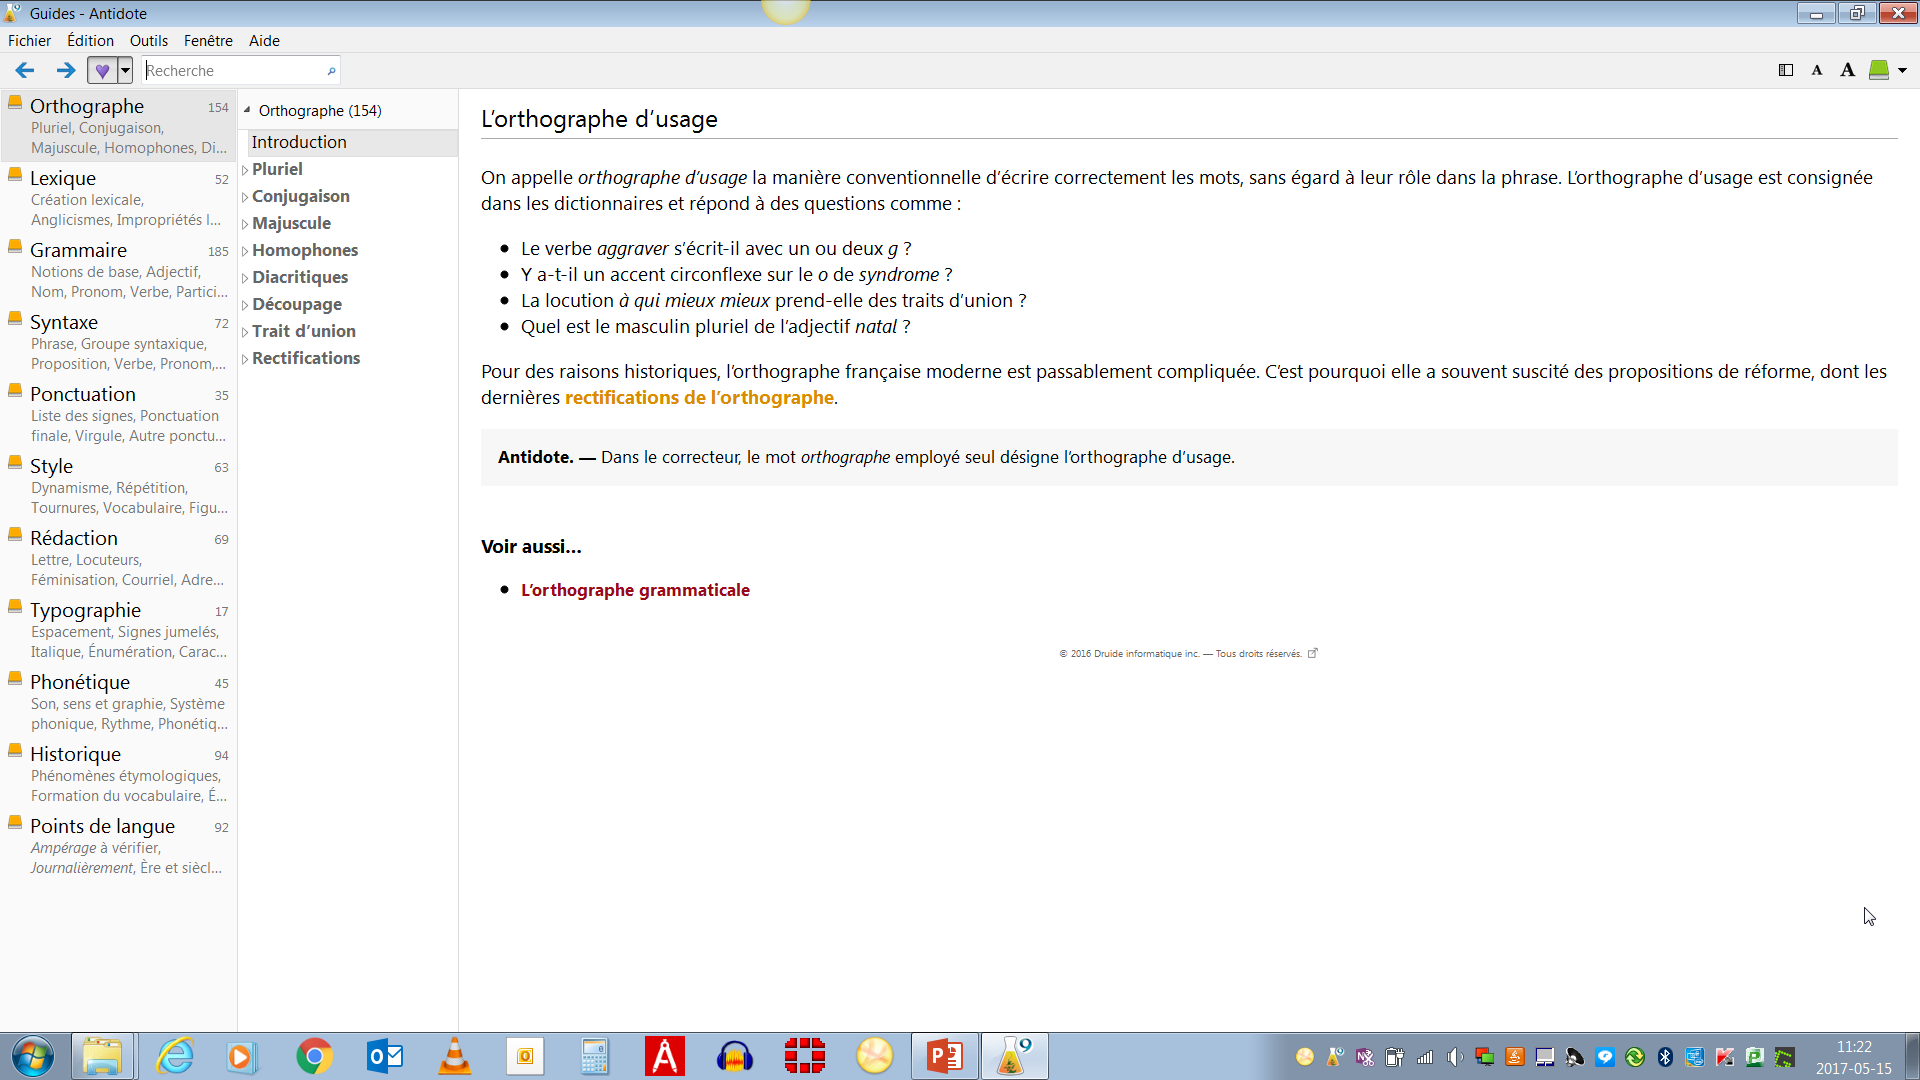 Guides - Antidote
Fichier Édition Outils Fenêtre Aide
Recherche
A A
Orthographe 154
Pluriel, Conjugaison,
Majuscule, Homophones, Di...
Lexique 52
Création lexicale,
Anglicismes, Impropriétés l...
Grammaire 185
Notions de base, Adjectif,
Nom, Pronom, Verbe, Partici...
Syntaxe 72
Phrase, Groupe syntaxique,
Proposition, Verbe, Pronom,...
Ponctuation 35
Liste des signes, Ponctuation
finale, Virgule, Autre ponctu...
Style 63
Dynamisme, Répétition,
Tournures, Vocabulaire, Figu...
Rédaction 69
Lettre, Locuteurs,
Féminisation, Courriel, Adre...
Typographie 17
Espacement, Signes jumelés,
Italique, Énumération, Carac...
Phonétique 45
Son, sens et graphie, Système
phonique, Rythme, Phonétiq...
Historique 94
Phénomènes étymologiques,
Formation du vocabulaire, É...
Points de langue 92
Ampérage à vérifier,
Journalièrement, Ère et siècl...
Orthographe (154)
Introduction
Pluriel
Conjugaison
Majuscule
Homophones
Diacritiques
Découpage
Trait d’union
Rectifications
L’orthographe d’usage
On appelle orthographe d’usage la manière conventionnelle d’écrire correctement les mots, sans égard à leur rôle dans la phrase. L’orthographe d’usage est consignée
dans les dictionnaires et répond à des questions comme :
• Le verbe aggraver s’écrit-il avec un ou deux g ?
• Y a-t-il un accent circonflexe sur le o de syndrome ?
• La locution à qui mieux mieux prend-elle des traits d’union ?
• Quel est le masculin pluriel de l’adjectif natal ?
Pour des raisons historiques, l’orthographe française moderne est passablement compliquée. C’est pourquoi elle a souvent suscité des propositions de réforme, dont les
dernières rectifications de l’orthographe.
Antidote. — Dans le correcteur, le mot orthographe employé seul désigne l’orthographe d’usage.
Voir aussi...
• L’orthographe grammaticale
© 2016 Druide informatique inc. — Tous droits réservés.
11:22
2017-05-15